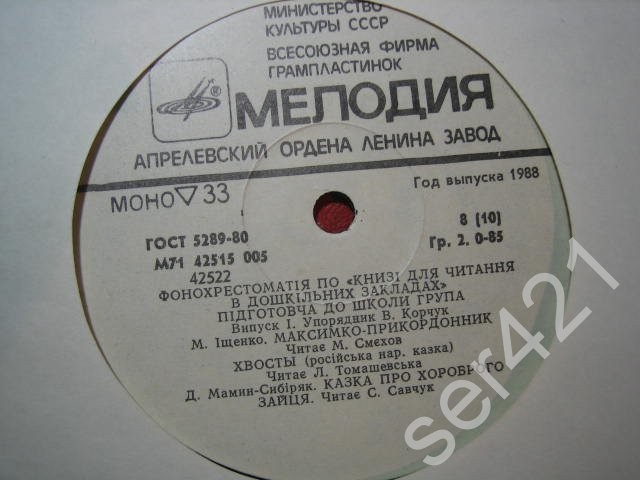 МИНИСТЕРСТВО
КУЛЬТУРЫ СССР
ВСЕСОЮЗНАЯ ФИРМА
ГРАМПЛАСТИНОК
МЕЛОДИЯ
АПРЕЛЕВСКИЙ ОРДЕНА ЛЕНИНА ЗАВОД
МОНО ▽ 33
Год выпуска 1988
ГОСТ 5289-80
8 (10)
М71 42515 005
Гр. 2. 0-85
42522
ФОНОХРЕСТОМАТІЯ ПО «КНИЗІ ДЛЯ ЧИТАННЯ
В ДОШКІЛЬНИХ ЗАКЛАДАХ»
ПІДГОТОВЧА ДО ШКОЛИ ГРУПА
Випуск I. Упорядник В. Корчук
М. Іщенко. МАКСИМКО-ПРИКОРДОННИК
Читає М. Смєхов
ХВОСТЫ (російська нар. казка)
Читає Л. Томашевська
Д. Мамин-Сибіряк. КАЗКА ПРО ХОРОБРОГО
ЗАЙЦЯ. Читає С. Савчук
ser421